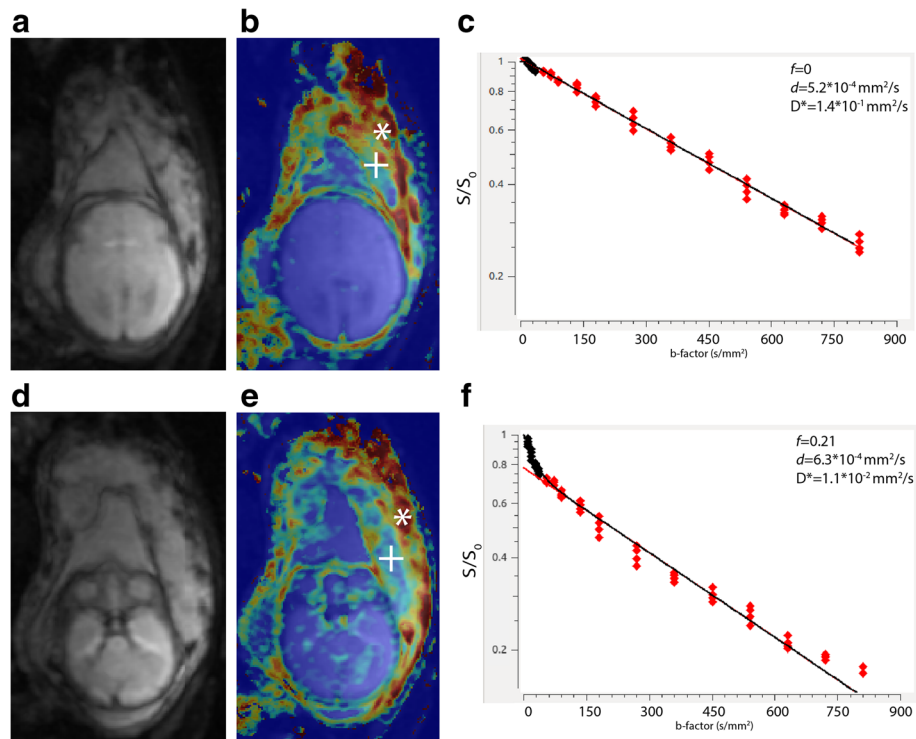 a
b
c
*
+
S/S₀
1
0.8
0.6
0.4
0.2
0
150
300
450
600
750
900
b-factor (s/mm²)
f=0
d=5.2*10⁻⁴ mm²/s
D*=1.4*10⁻¹ mm²/s
d
e
f
*
+
S/S₀
1
0.8
0.6
0.4
0.2
0
150
300
450
600
750
900
b-factor (s/mm²)
f=0.21
d=6.3*10⁻⁴ mm²/s
D*=1.1*10⁻² mm²/s